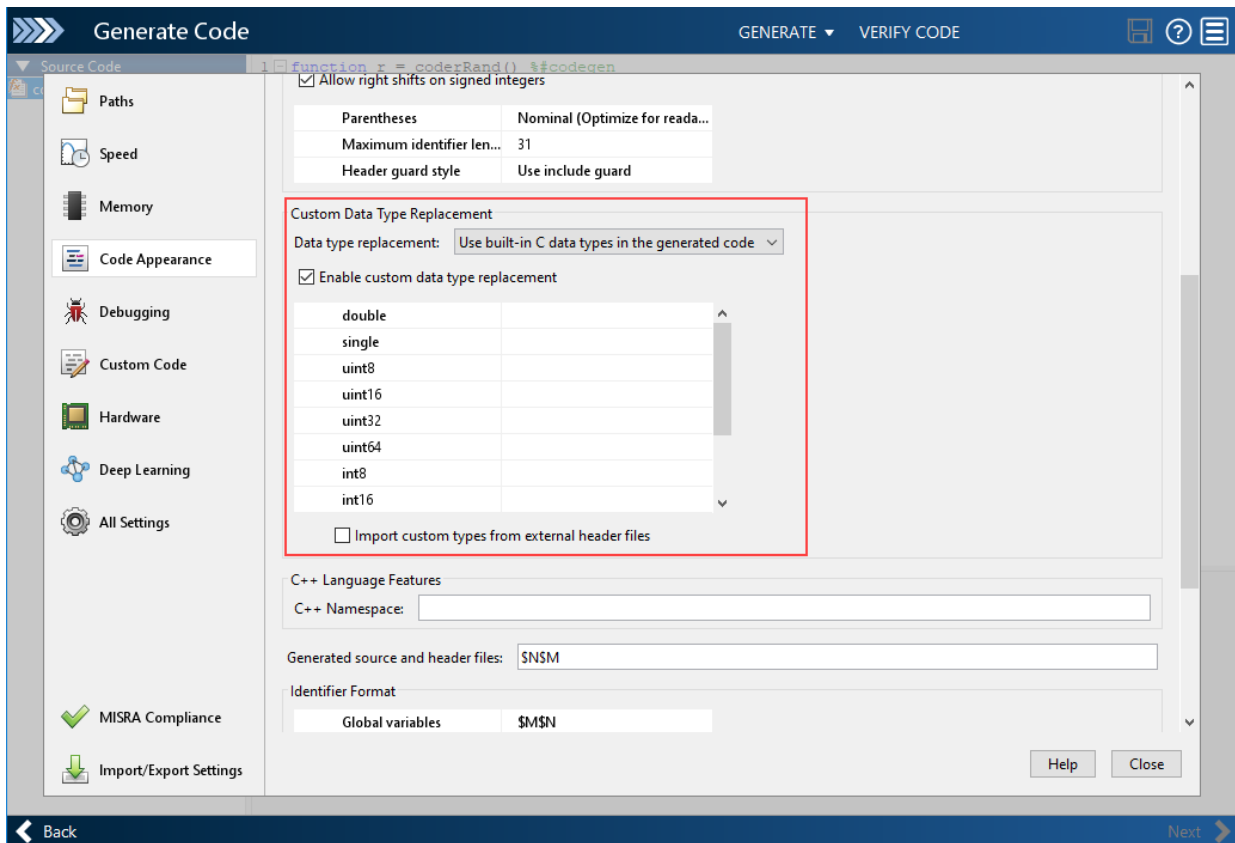 Generate Code
GENERATE
VERIFY CODE
Source Code
1 function r = coderRand() %#codegen
Paths
Speed
Memory
Code Appearance
Debugging
Custom Code
Hardware
Deep Learning
All Settings
MISRA Compliance
Import/Export Settings
Allow right shifts on signed integers
Parentheses Nominal (Optimize for reada...
Maximum identifier len... 31
Header guard style Use include guard
Custom Data Type Replacement
Data type replacement: Use built-in C data types in the generated code
Enable custom data type replacement
double
single
uint8
uint16
uint32
uint64
int8
int16
Import custom types from external header files
C++ Language Features
C++ Namespace:
Generated source and header files: $N$M
Identifier Format
Global variables $M$N
Help
Close
Back
Next